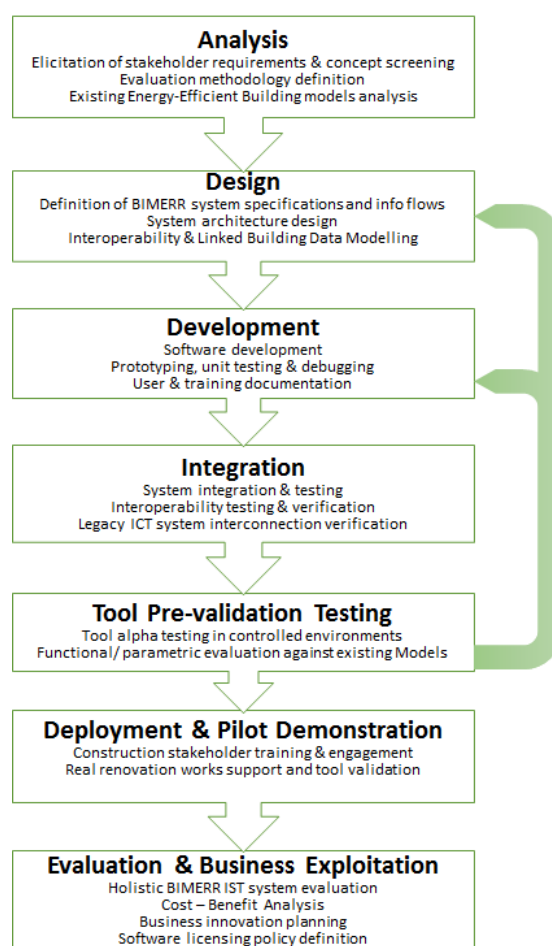 Analysis
Elicitation of stakeholder requirements & concept screening
Evaluation methodology definition
Existing Energy-Efficient Building models analysis
Design
Definition of BIMERR system specifications and info flows
System architecture design
Interoperability & Linked Building Data Modelling
Development
Software development
Prototyping, unit testing & debugging
User & training documentation
Integration
System integration & testing
Interoperability testing & verification
Legacy ICT system interconnection verification
Tool Pre-validation Testing
Tool alpha testing in controlled environments
Functional/ parametric evaluation against existing Models
Deployment & Pilot Demonstration
Construction stakeholder training & engagement
Real renovation works support and tool validation
Evaluation & Business Exploitation
Holistic BIMERR IST system evaluation
Cost – Benefit Analysis
Business innovation planning
Software licensing policy definition